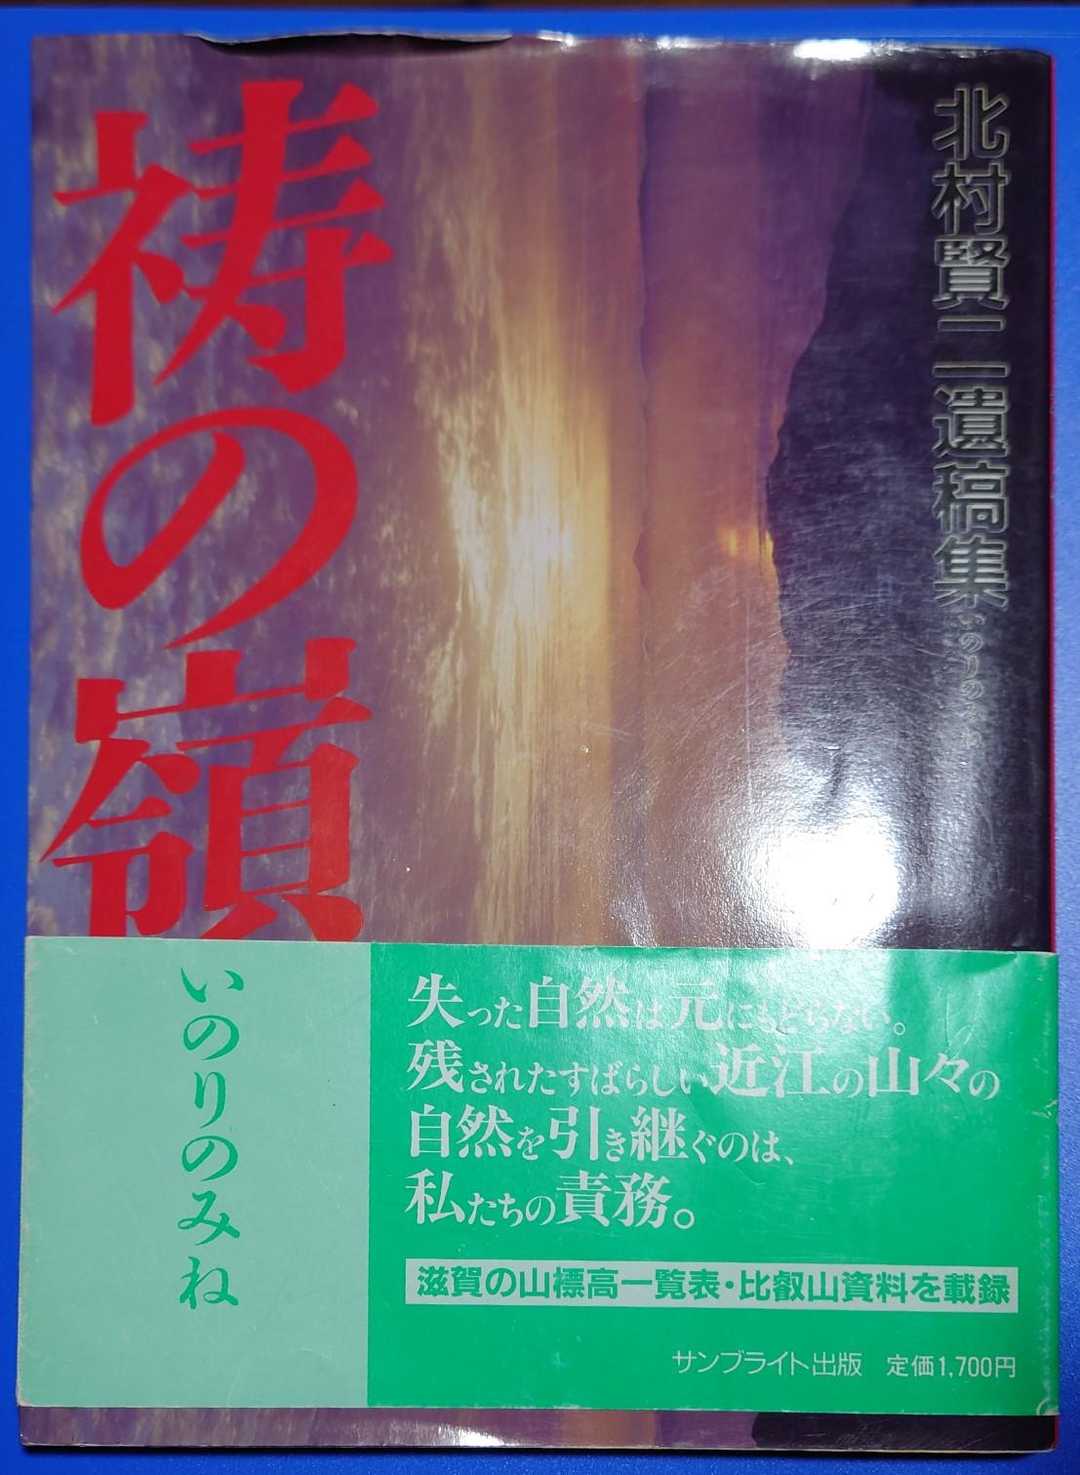 北村賢二遺稿集
いのりのみね
祷の嶺
いのりのみね
失った自然は元にもどらない。
残されたすばらしい近江の山々の
自然を引き継ぐのは、
私たちの責務。
滋賀の山標高一覧表・比叡山資料を載録
サンブライト出版 定価1,700円